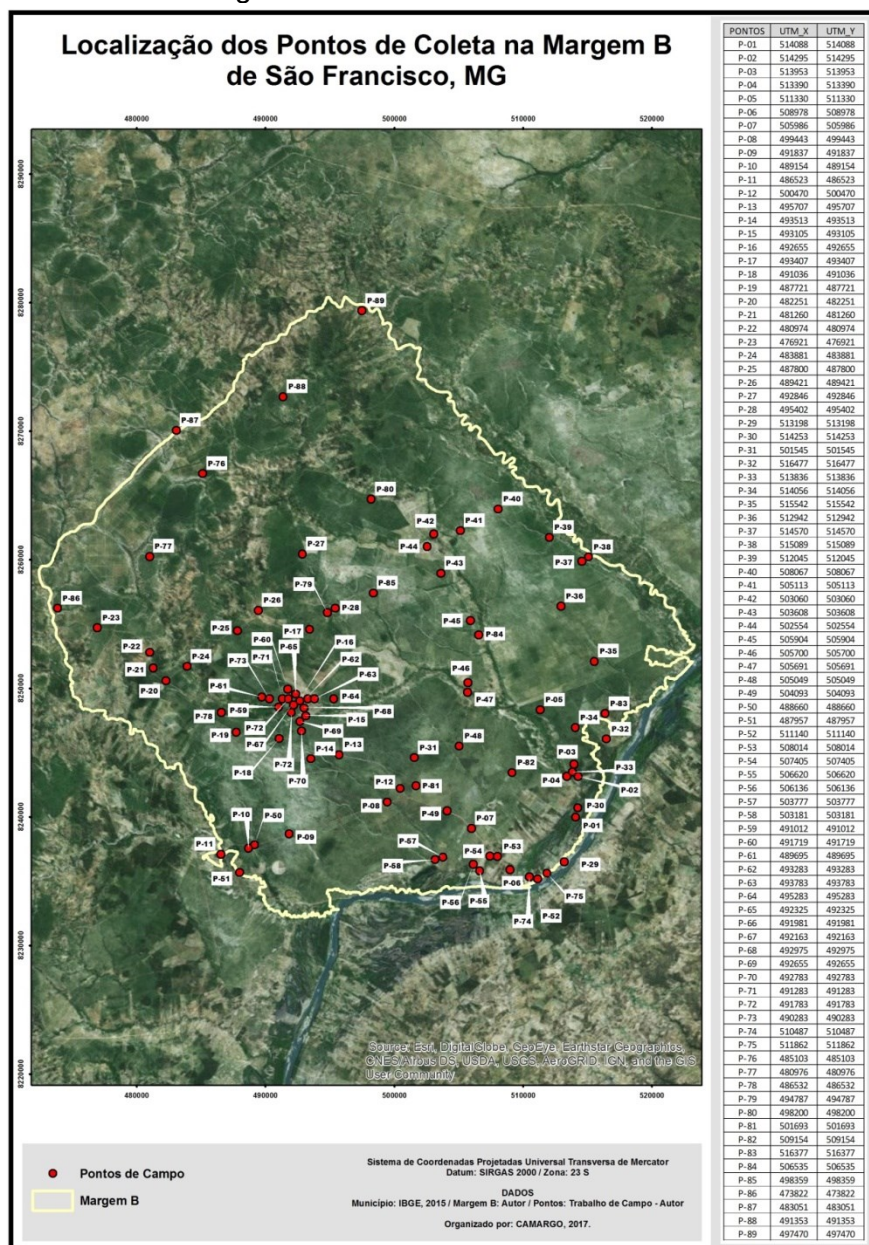 Localização dos Pontos de Coleta na Margem B
de São Francisco, MG
480000 490000 500000 510000 520000
8290000
8280000
8270000
8260000
8250000
8240000
8230000
8220000
P-89
P-88
P-87
P-76
P-80
P-40
P-42
P-41
P-39
P-44
P-38
P-37
P-27
P-77
P-43
P-79
P-85
P-86
P-26
P-28
P-36
P-23
P-25
P-17
P-16
P-45
P-84
P-60
P-65
P-22
P-71
P-62
P-24
P-73
P-63
P-35
P-21
P-46
P-20
P-61
P-64
P-47
P-05
P-83
P-78
P-59
P-68
P-15
P-34
P-19
P-72
P-69
P-32
P-67
P-14
P-13
P-48
P-18
P-72
P-31
P-82
P-03
P-33
P-70
P-12
P-81
P-04
P-02
P-08
P-30
P-10
P-50
P-49
P-07
P-01
P-09
P-57
P-54
P-53
P-11
P-58
P-29
P-51
P-06
P-75
P-56
P-55
P-74
P-52
Source: Esri, DigitalGlobe, GeoEye, Earthstar Geographics,
CNES/Airbus DS, USDA, USGS, AeroGRID, IGN, and the GIS
User Community
480000 490000 500000 510000 520000
Pontos de Campo
Margem B
Sistema de Coordenadas Projetadas Universal Transversa de Mercator
Datum: SIRGAS 2000 / Zona: 23 S
DADOS
Município: IBGE, 2015 / Margem B: Autor / Pontos: Trabalho de Campo - Autor
Organizado por: CAMARGO, 2017.
PONTOS UTM_X UTM_Y
P-01 514088 514088
P-02 514295 514295
P-03 513953 513953
P-04 513390 513390
P-05 511330 511330
P-06 508978 508978
P-07 505986 505986
P-08 499443 499443
P-09 491837 491837
P-10 489154 489154
P-11 486523 486523
P-12 500470 500470
P-13 495707 495707
P-14 493513 493513
P-15 493105 493105
P-16 492655 492655
P-17 493407 493407
P-18 491036 491036
P-19 487721 487721
P-20 482251 482251
P-21 481260 481260
P-22 480974 480974
P-23 476921 476921
P-24 483881 483881
P-25 487800 487800
P-26 489421 489421
P-27 492846 492846
P-28 495402 495402
P-29 513198 513198
P-30 514253 514253
P-31 501545 501545
P-32 516477 516477
P-33 513836 513836
P-34 514056 514056
P-35 515542 515542
P-36 512942 512942
P-37 514570 514570
P-38 515089 515089
P-39 512045 512045
P-40 508067 508067
P-41 505113 505113
P-42 503060 503060
P-43 503608 503608
P-44 502554 502554
P-45 505904 505904
P-46 505700 505700
P-47 505691 505691
P-48 505049 505049
P-49 504093 504093
P-50 488660 488660
P-51 487957 487957
P-52 511140 511140
P-53 508014 508014
P-54 507405 507405
P-55 506620 506620
P-56 506136 506136
P-57 503777 503777
P-58 503181 503181
P-59 491012 491012
P-60 491719 491719
P-61 489695 489695
P-62 493283 493283
P-63 493783 493783
P-64 495283 495283
P-65 492325 492325
P-66 491981 491981
P-67 492163 492163
P-68 492975 492975
P-69 492655 492655
P-70 492783 492783
P-71 491283 491283
P-72 491783 491783
P-73 490283 490283
P-74 510487 510487
P-75 511862 511862
P-76 485103 485103
P-77 480976 480976
P-78 486532 486532
P-79 494787 494787
P-80 498200 498200
P-81 501693 501693
P-82 509154 509154
P-83 516377 516377
P-84 506535 506535
P-85 498359 498359
P-86 473822 473822
P-87 483051 483051
P-88 491353 491353
P-89 497470 497470